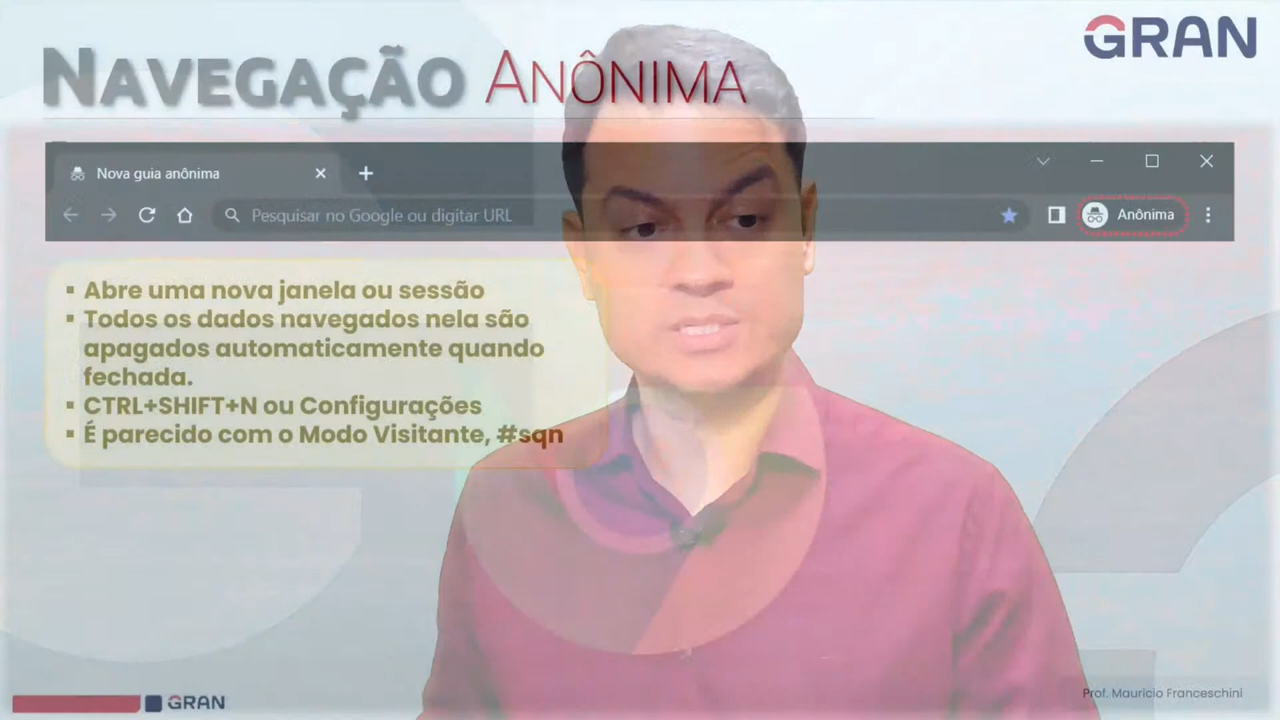 GRAN
NAVEGAÇÃO ANÔNIMA
Nova guia anônima
Pesquisar no Google ou digitar URL
Anônima
▪ Abre uma nova janela ou sessão
▪ Todos os dados navegados nela são
apagados automaticamente quando
fechada.
▪ CTRL+SHIFT+N ou Configurações
▪ É parecido com o Modo Visitante, #sqn
GRAN
Prof. Maurício Franceschini